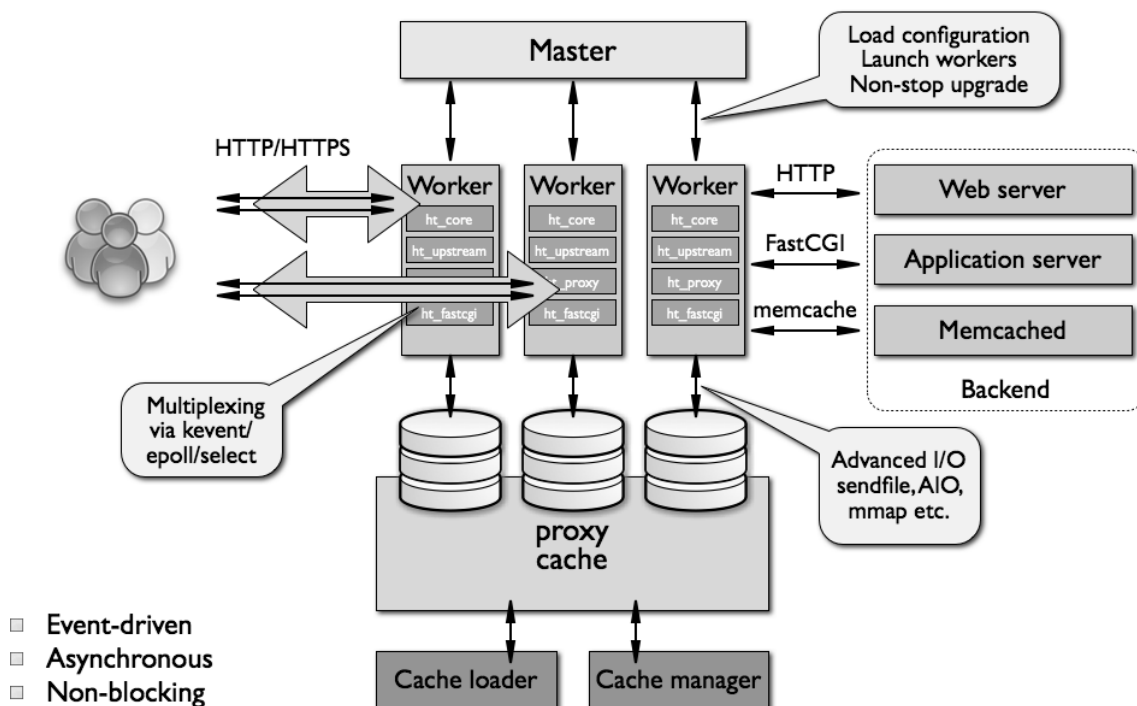 Master
Load configuration
Launch workers
Non-stop upgrade
HTTP/HTTPS
Worker
ht_core
ht_upstream
ht_fastcgi
Worker
ht_core
ht_upstream
ht_proxy
ht_fastcgi
Worker
ht_core
ht_upstream
ht_proxy
ht_fastcgi
HTTP
FastCGI
memcache
Web server
Application server
Memcached
Backend
Multiplexing
via kevent/
epoll/select
Advanced I/O
sendfile, AIO,
mmap etc.
proxy
cache
Cache loader
Cache manager
Event-driven
Asynchronous
Non-blocking